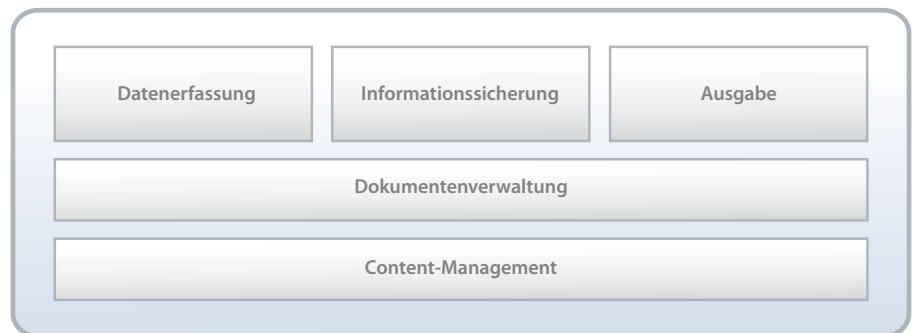 Datenerfassung
Informationssicherung
Ausgabe
Dokumentenverwaltung
Content-Management